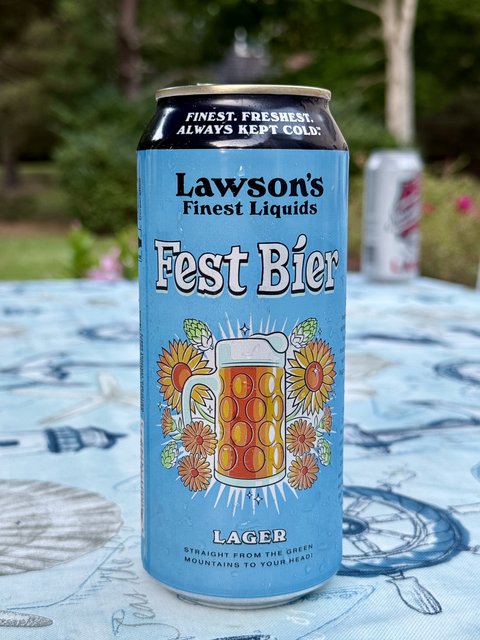 FINEST. FRESHEST.
ALWAYS KEPT COLD.
LAWSON'S
Finest Liquids
Fest Bier
LAGER
STRAIGHT FROM THE GREEN
MOUNTAINS TO YOUR HEAD!